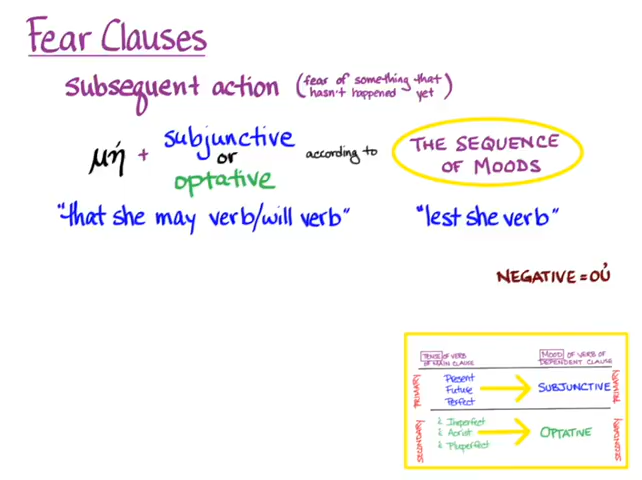 Fear Clauses
subsequent action (fear of something that hasn't happened yet)
μή + subjunctive or optative according to THE SEQUENCE OF MOODS
"that she may verb/will verb" "lest she verb"
NEGATIVE = οὐ
TENSE OF VERB OF MAIN CLAUSE
MOOD OF VERB OF DEPENDENT CLAUSE
PRIMARY
Present
Future
Perfect
SUBJUNCTIVE
PRIMARY
SECONDARY
Imperfect
Aorist
Pluperfect
OPTATIVE
SECONDARY